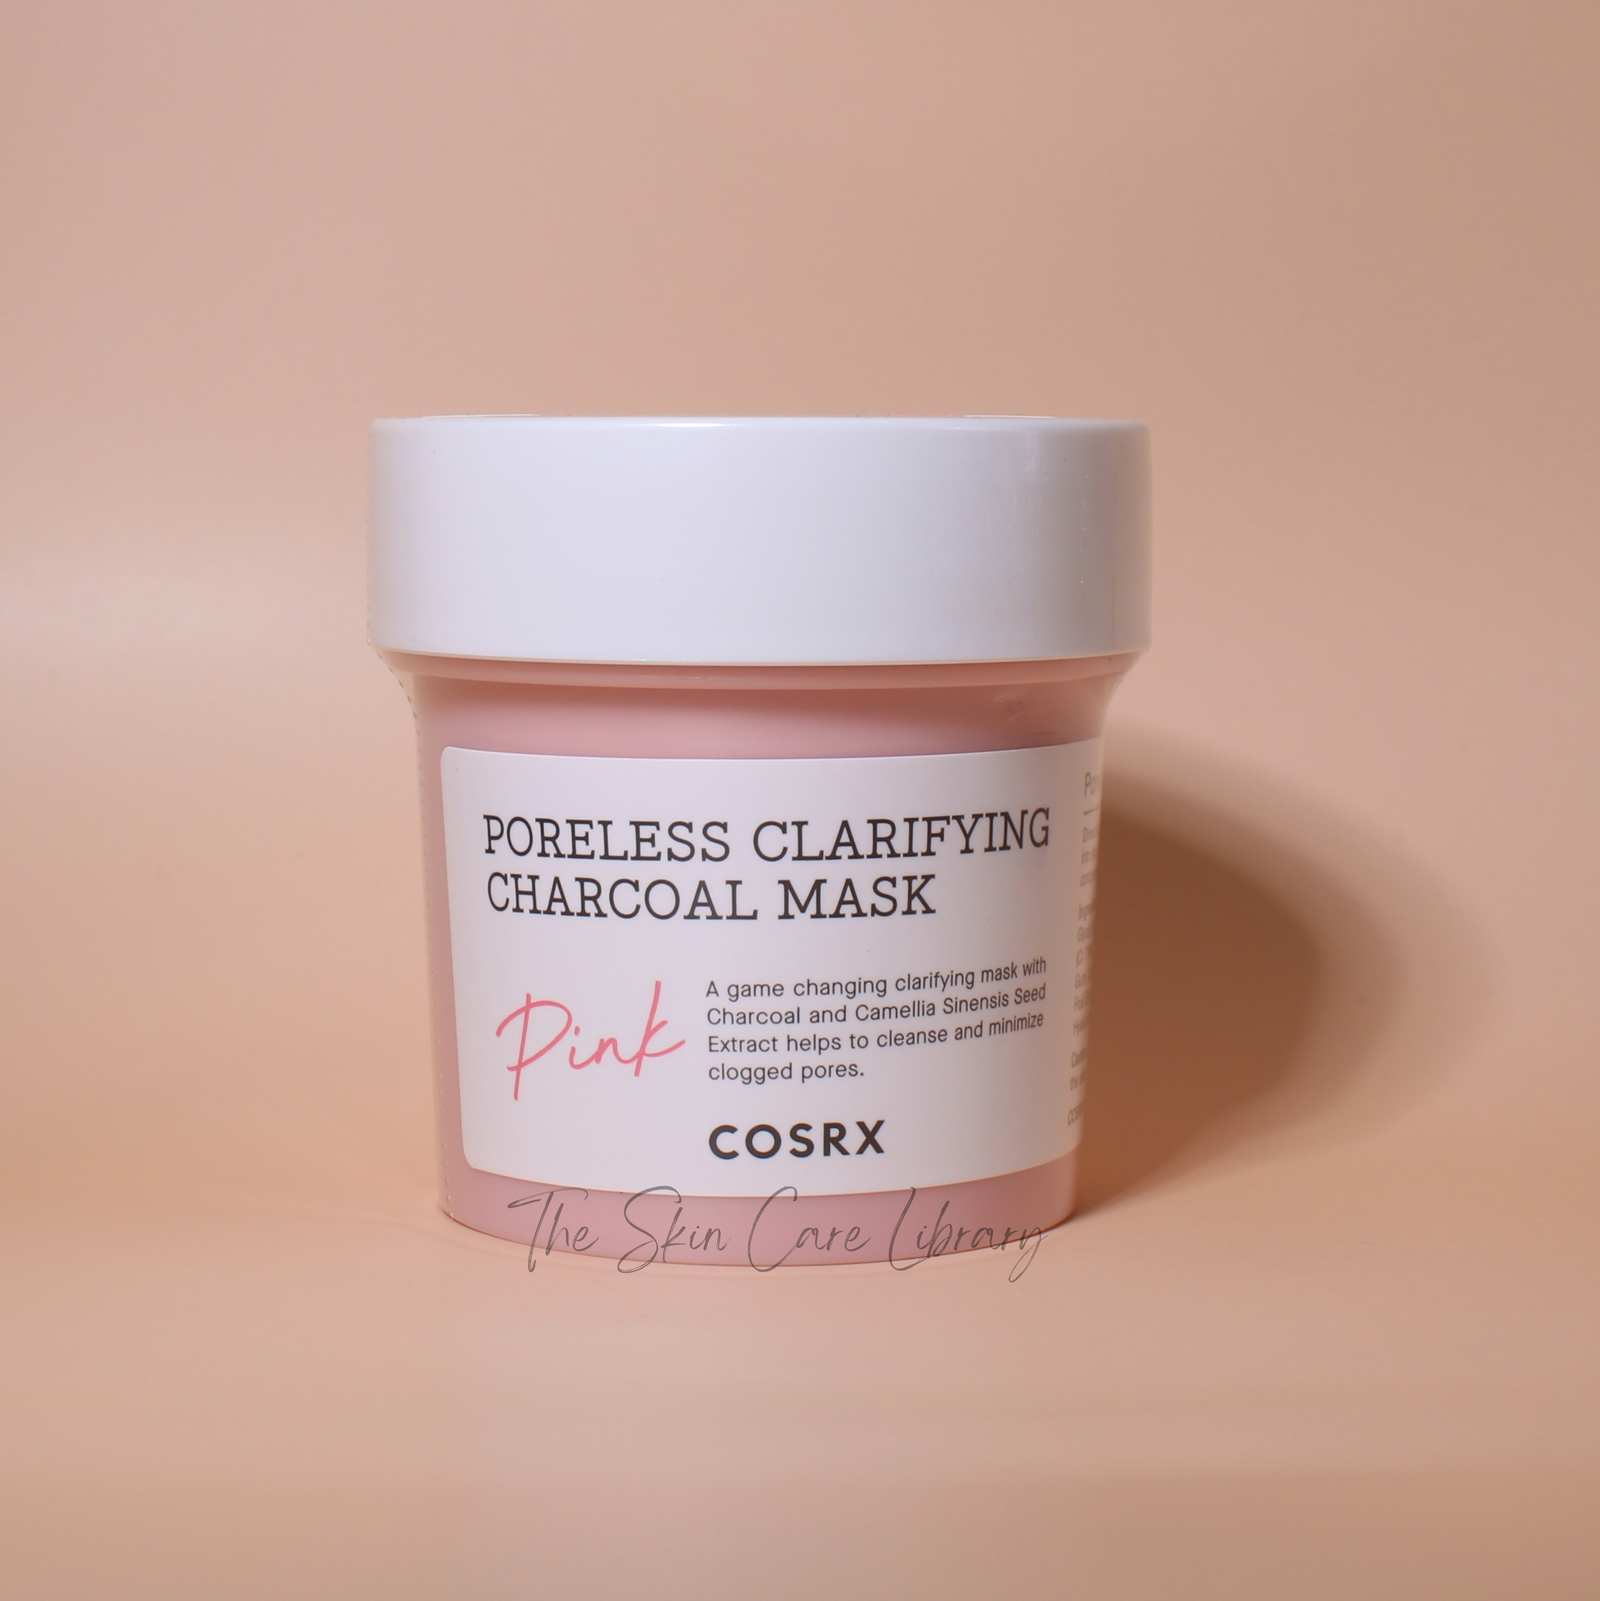 PORELESS CLARIFYING
CHARCOAL MASK
Pink
A game changing clarifying mask with
Charcoal and Camellia Sinensis Seed
Extract helps to cleanse and minimize
clogged pores.
COSRX
The Skin Care Library